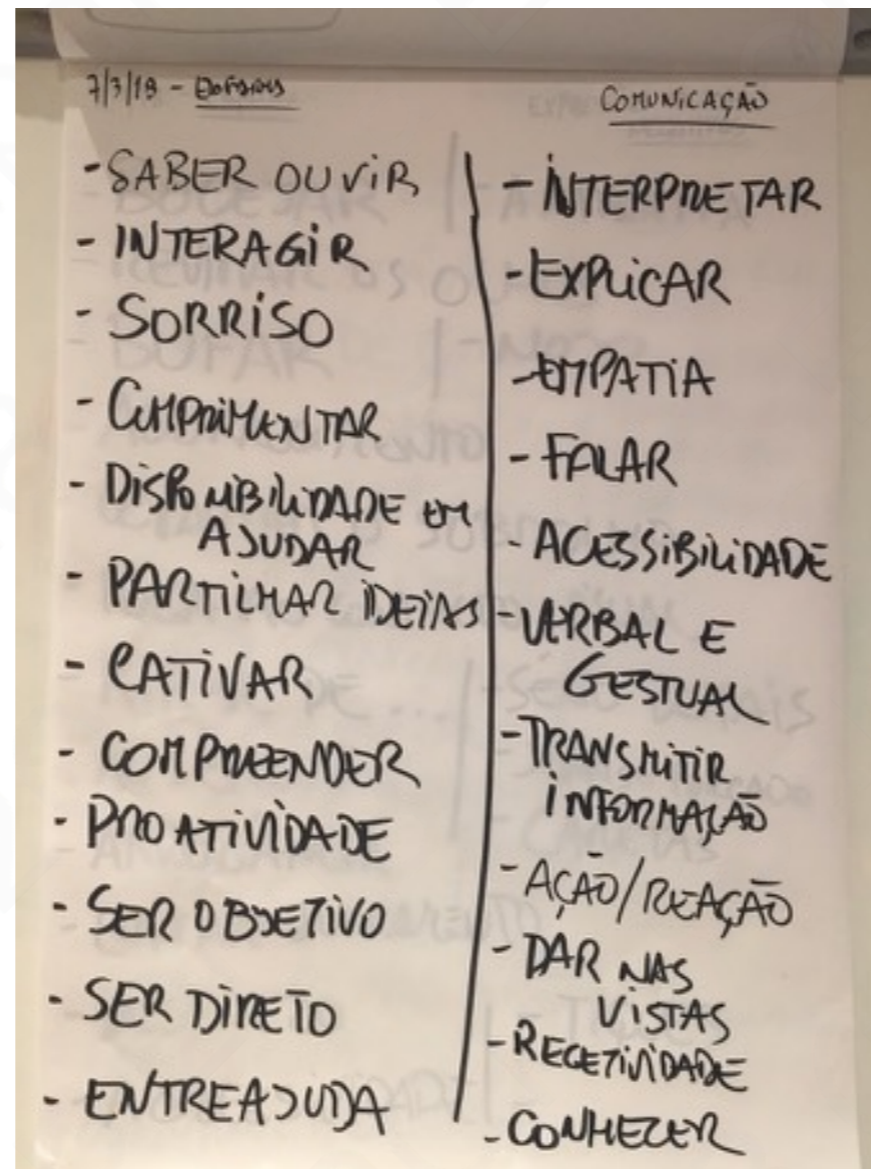 7/3/18 -
COMUNICAÇÃO
- SABER OUVIR
- INTERAGIR
- SORRISO
- CUMPRIMENTAR
- DISPONIBILIDADE EM
AJUDAR
- PARTILHAR IDEIAS
- CATIVAR
- COMPREENDER
- PROATIVIDADE
- SER OBJETIVO
- SER DIRETO
- ENTREAJUDA
- INTERPRETAR
- EXPLICAR
- EMPATIA
- FALAR
- ACESSIBILIDADE
- VERBAL E
GESTUAL
- TRANSMITIR
INFORMAÇÃO
- AÇÃO/REAÇÃO
- DAR NAS
VISTAS
- RECETIVIDADE
- CONHECER